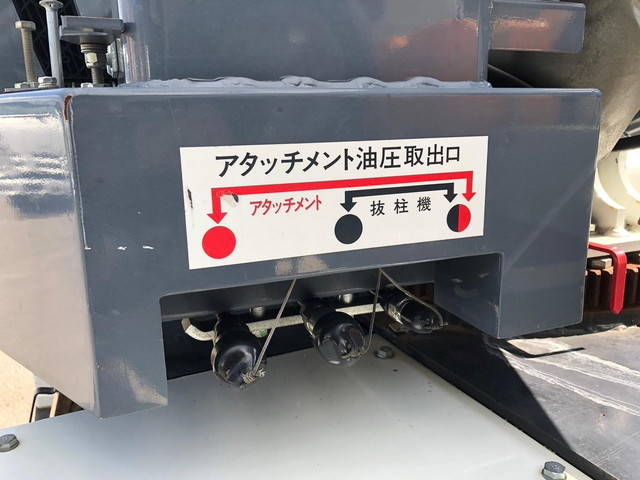 アタッチメント油圧取出口
アタッチメント
抜柱機